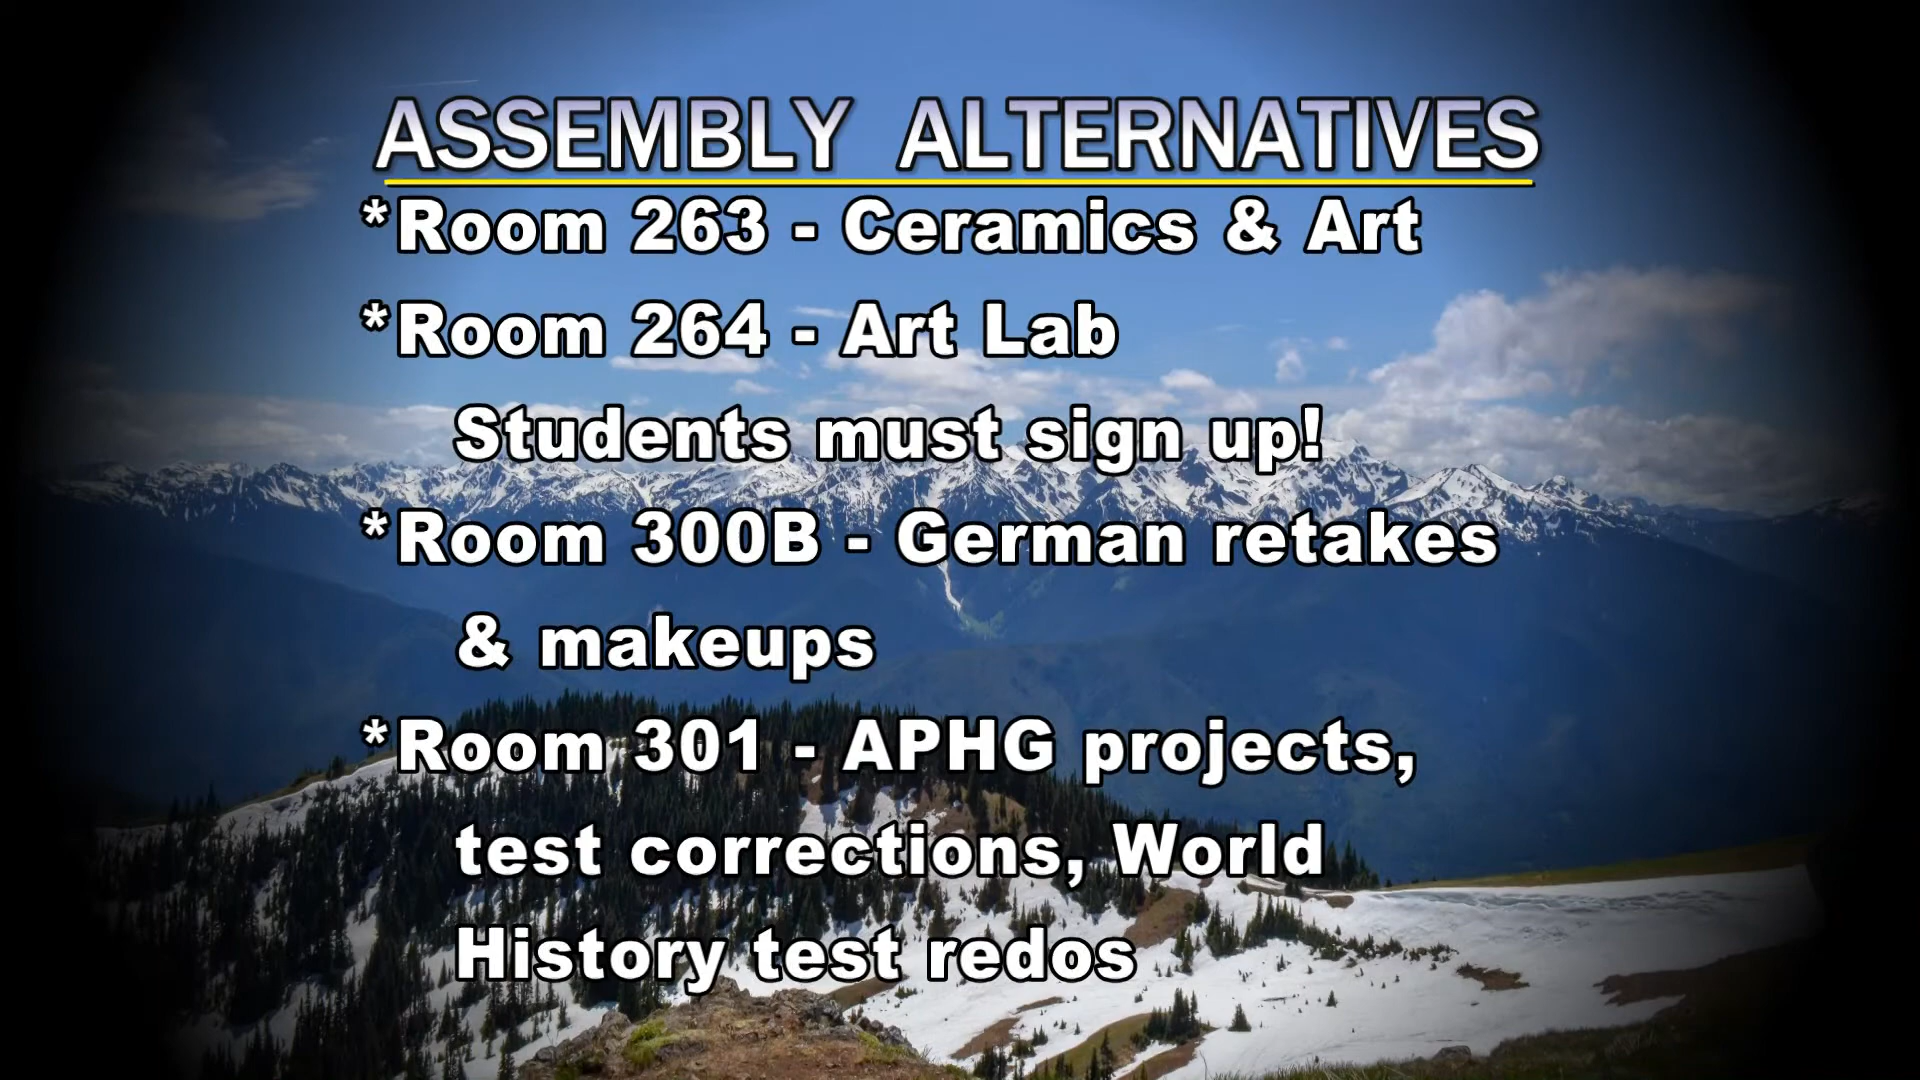 ASSEMBLY ALTERNATIVES
*Room 263 - Ceramics & Art
*Room 264 - Art Lab
Students must sign up!
*Room 300B - German retakes
& makeups
*Room 301 - APHG projects,
test corrections, World
History test redos